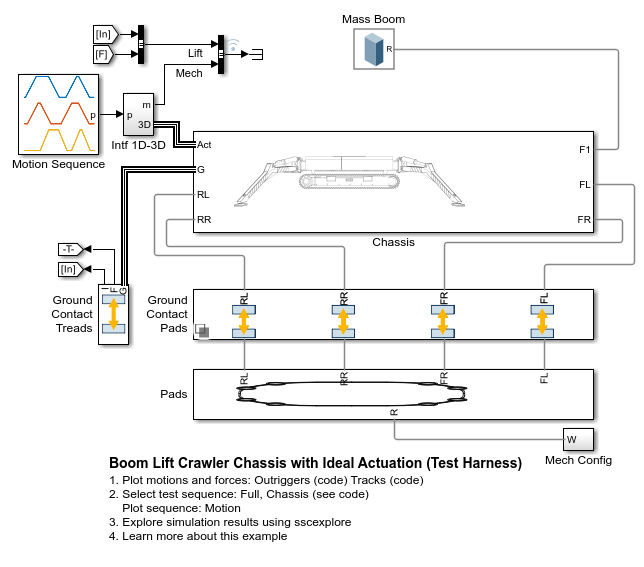 Mass Boom
R
[In]
[F]
Lift
Mech
p
p
m
3D
Motion Sequence
Intf 1D-3D
Act
G
RL
RR
F1
FL
FR
Chassis
-T-
[In]
I
F
G
Ground
Contact
Treads
Ground
Contact
Pads
RL
RR
FR
FL
Pads
RL
RR
FR
FL
R
W
Mech Config
Boom Lift Crawler Chassis with Ideal Actuation (Test Harness)
1. Plot motions and forces: Outriggers (code) Tracks (code)
2. Select test sequence: Full, Chassis (see code)
Plot sequence: Motion
3. Explore simulation results using sscexplore
4. Learn more about this example